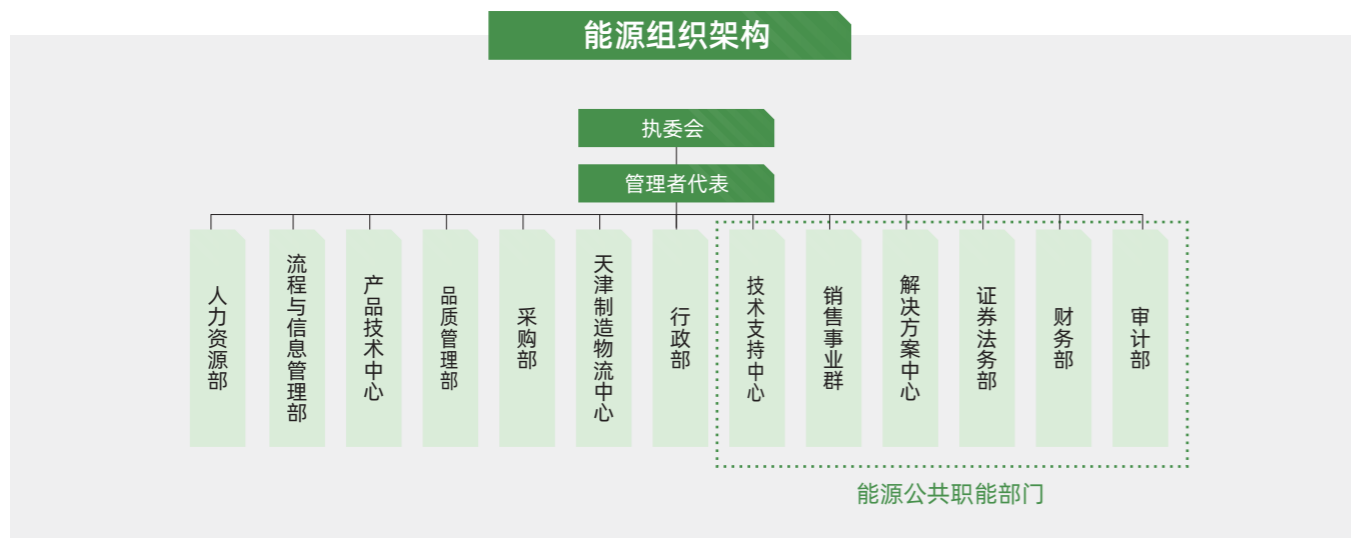 能源组织架构
执委会
管理者代表
人力资源部
流程与信息管理部
产品技术中心
品质管理部
采购部
天津制造物流中心
行政部
技术支持中心
销售事业群
解决方案中心
证券法务部
财务部
审计部
能源公共职能部门